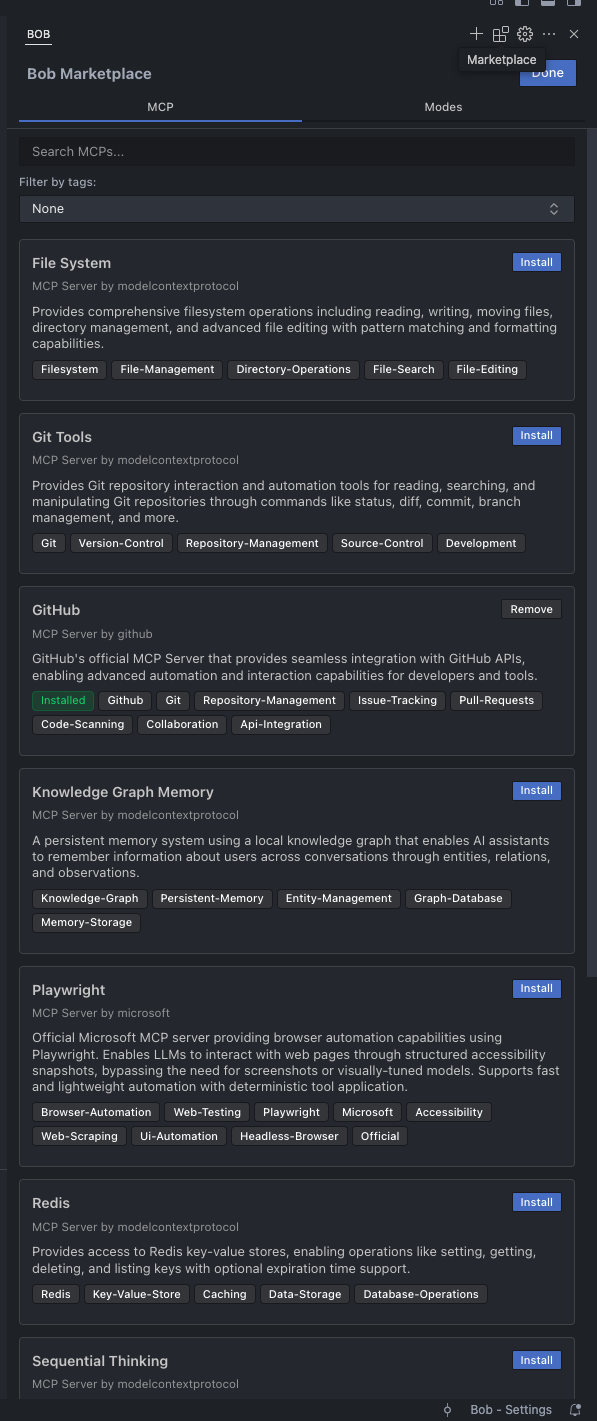 BOB
Marketplace
Bob Marketplace
Done
MCP
Modes
Search MCPs...
Filter by tags:
None
File System
Install
MCP Server by modelcontextprotocol
Provides comprehensive filesystem operations including reading, writing, moving files,
directory management, and advanced file editing with pattern matching and formatting
capabilities.
Filesystem File-Management Directory-Operations File-Search File-Editing
Git Tools
Install
MCP Server by modelcontextprotocol
Provides Git repository interaction and automation tools for reading, searching, and
manipulating Git repositories through commands like status, diff, commit, branch
management, and more.
Git Version-Control Repository-Management Source-Control Development
GitHub
Remove
MCP Server by github
GitHub's official MCP Server that provides seamless integration with GitHub APIs,
enabling advanced automation and interaction capabilities for developers and tools.
Installed Github Git Repository-Management Issue-Tracking Pull-Requests
Code-Scanning Collaboration Api-Integration
Knowledge Graph Memory
Install
MCP Server by modelcontextprotocol
A persistent memory system using a local knowledge graph that enables AI assistants
to remember information about users across conversations through entities, relations,
and observations.
Knowledge-Graph Persistent-Memory Entity-Management Graph-Database
Memory-Storage
Playwright
Install
MCP Server by microsoft
Official Microsoft MCP server providing browser automation capabilities using
Playwright. Enables LLMs to interact with web pages through structured accessibility
snapshots, bypassing the need for screenshots or visually-tuned models. Supports fast
and lightweight automation with deterministic tool application.
Browser-Automation Web-Testing Playwright Microsoft Accessibility
Web-Scraping Ui-Automation Headless-Browser Official
Redis
Install
MCP Server by modelcontextprotocol
Provides access to Redis key-value stores, enabling operations like setting, getting,
deleting, and listing keys with optional expiration time support.
Redis Key-Value-Store Caching Data-Storage Database-Operations
Sequential Thinking
Install
MCP Server by modelcontextprotocol
Bob - Settings